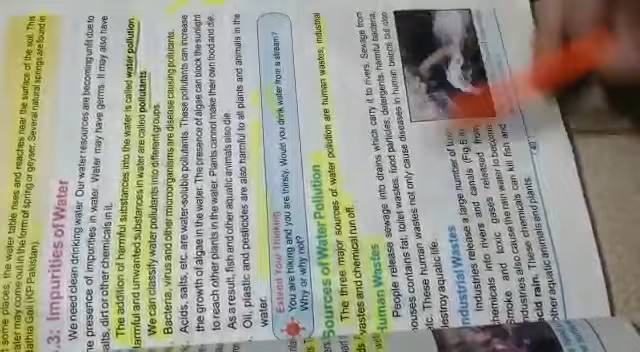 some places, the water table rises and reaches near the surface of the soil. This
ater may come out in the form of spring or geyser. Several natural springs are found in
athia Gali (KP Pakistan).
.3: Impurities of Water
We need clean drinking water. Our water resources are becoming unfit due to
he presence of impurities in water. Water may have germs. It may also have
alts, dirt or other chemicals in it.
The addition of harmful substances into the water is called water pollution.
armful and unwanted substances in water are called pollutants.
We can classify water pollutants into different groups.
Bacteria, virus and other microorganisms are disease causing pollutants.
Acids, salts, etc. are water-soluble pollutants. These pollutants can increase
the growth of algae in the water. The presence of algae can block the sunlight
to reach other plants in the water. Plants cannot make their own food and die.
As a result, fish and other aquatic animals also die.
Oil, plastic and pesticides are also harmful to all plants and animals in the
water.
Extend Your Thinking
You are hiking and you are thirsty. Would you drink water from a stream?
Why or why not?
Sources of Water Pollution
The three major sources of water pollution are human wastes, industrial
wastes and chemical run off.
Human Wastes
People release sewage into drains which carry it to rivers. Sewage from
houses contains fat, toilet wastes, food particles, detergents, harmful bacteria,
etc. These human wastes not only cause diseases in human beings but also
destroy aquatic life.
ndustrial Wastes
Industries release a large number of
hemicals into rivers and canals (Fig.
Smoke and toxic gases released from
ndustries also cause the rain water to become
acid rain. These chemicals can kill fish and
other aquatic animals and plants.